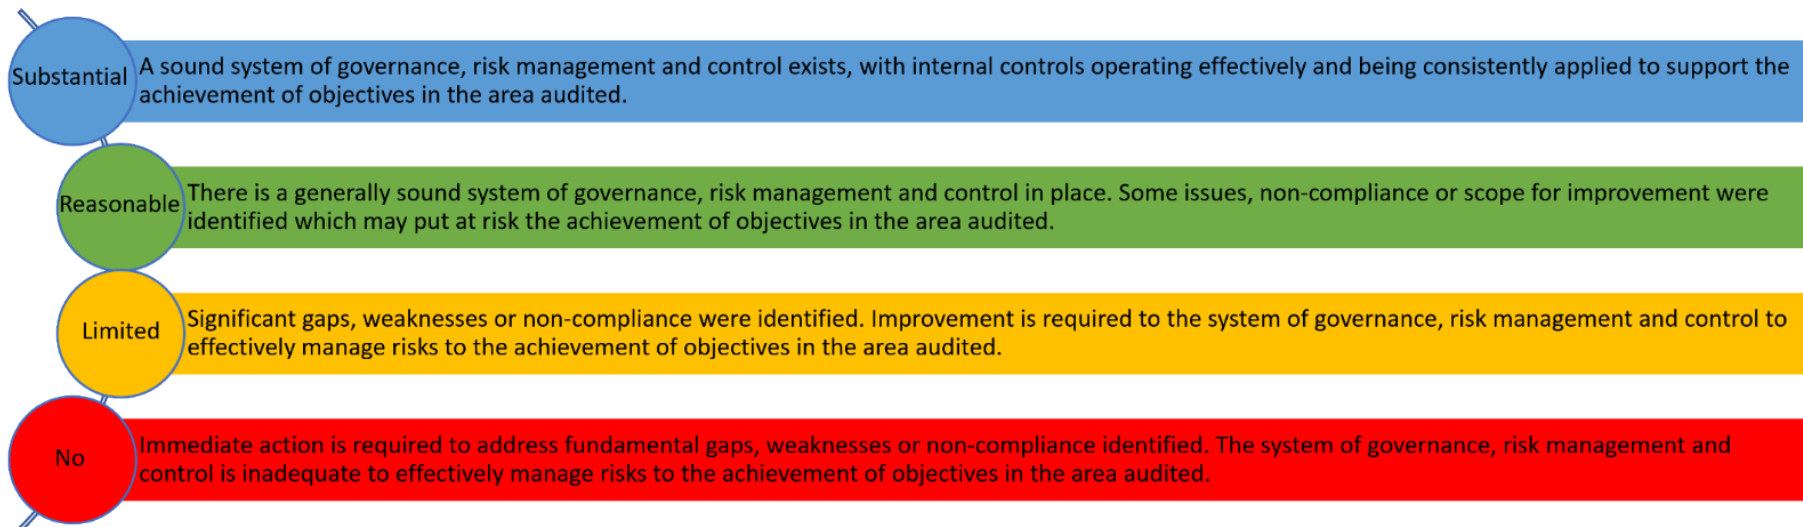 Substantial
A sound system of governance, risk management and control exists, with internal controls operating effectively and being consistently applied to support the
achievement of objectives in the area audited.
Reasonable
There is a generally sound system of governance, risk management and control in place. Some issues, non-compliance or scope for improvement were
identified which may put at risk the achievement of objectives in the area audited.
Limited
Significant gaps, weaknesses or non-compliance were identified. Improvement is required to the system of governance, risk management and control to
effectively manage risks to the achievement of objectives in the area audited.
No
Immediate action is required to address fundamental gaps, weaknesses or non-compliance identified. The system of governance, risk management and
control is inadequate to effectively manage risks to the achievement of objectives in the area audited.